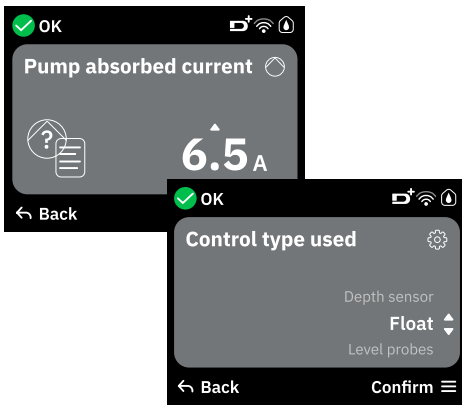 OK
D+
Pump absorbed current
?
6.5 A
Back
OK
D+
Control type used
Depth sensor
Float
Level probes
Back
Confirm